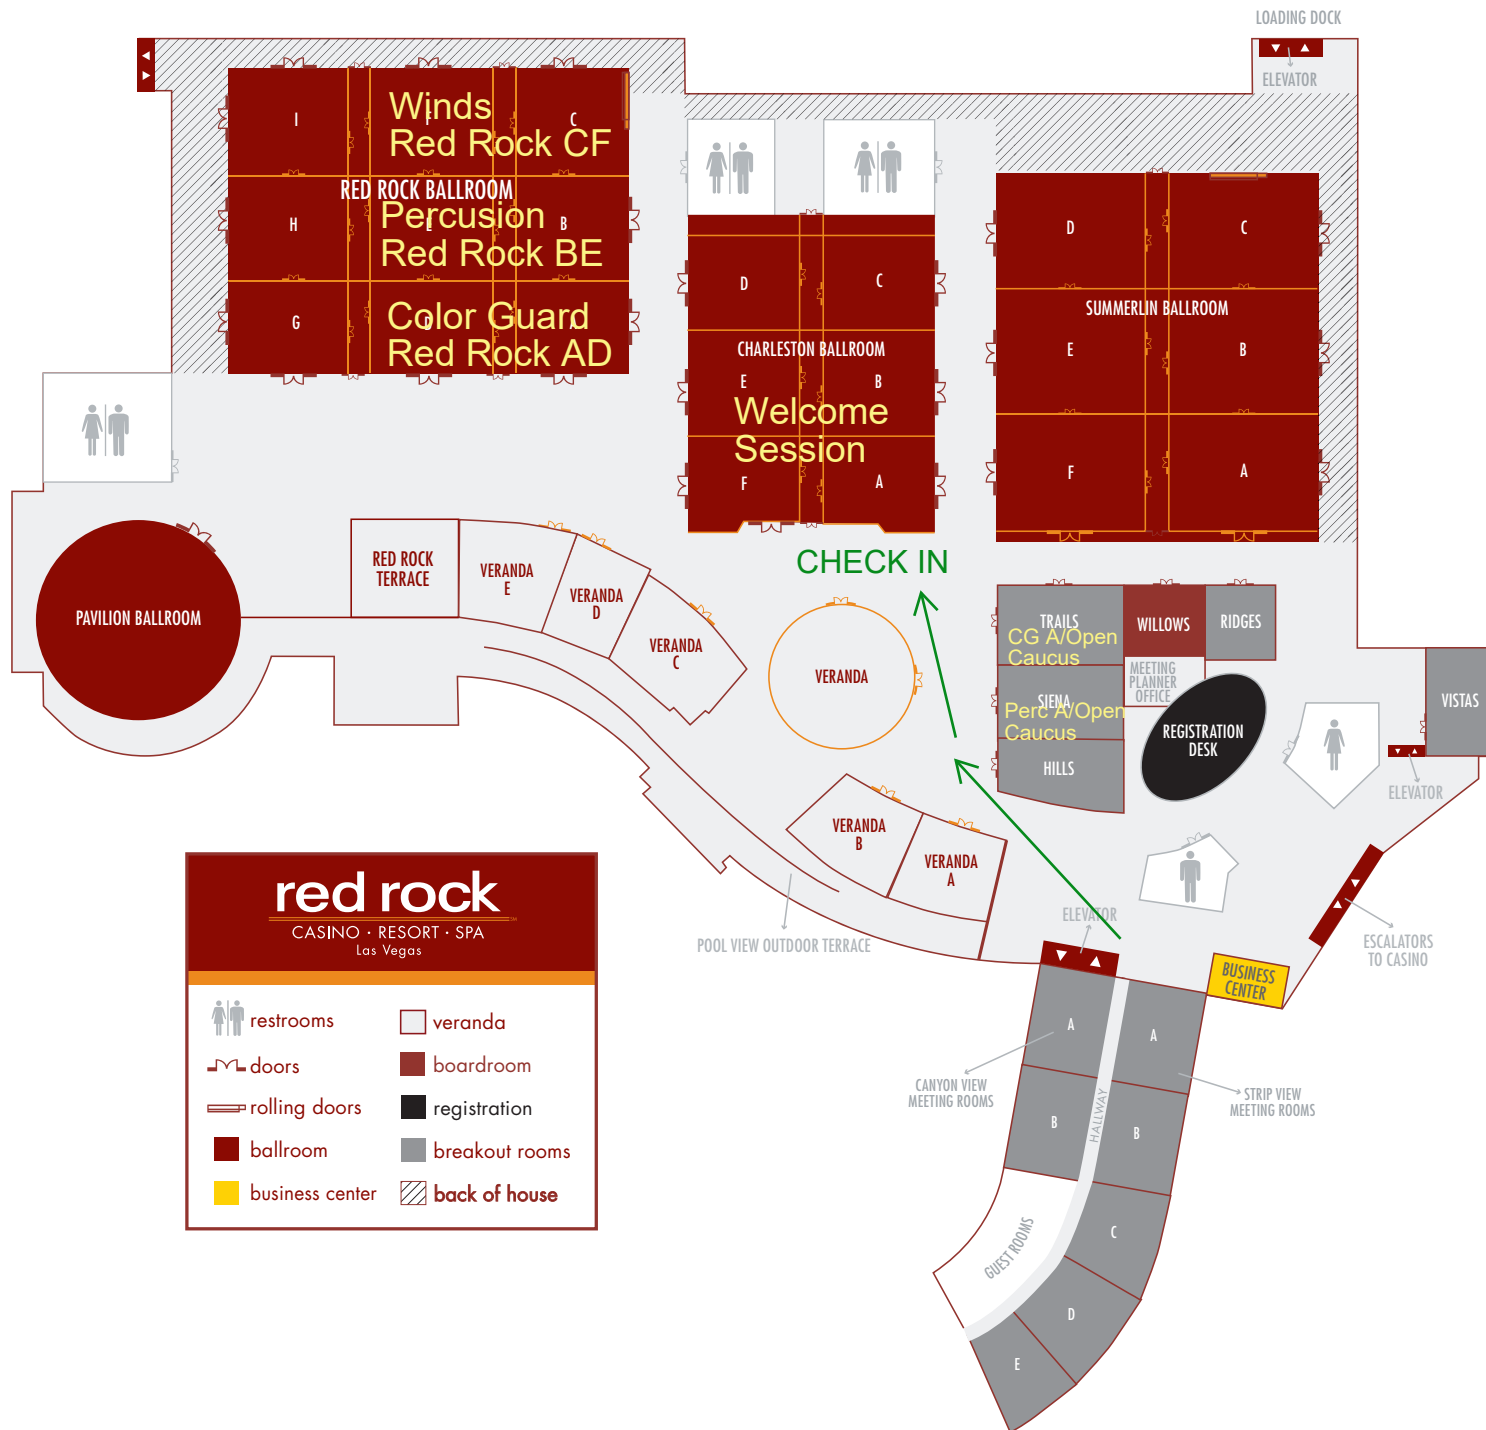 LOADING DOCK
ELEVATOR
I
C
Winds
Red Rock CF
RED ROCK BALLROOM
H
B
Percusion
Red Rock BE
G
Color Guard
Red Rock AD
D
C
CHARLESTON BALLROOM
E
B
Welcome
Session
F
A
D
C
SUMMERLIN BALLROOM
E
B
F
A
CHECK IN
PAVILION BALLROOM
RED ROCK
TERRACE
VERANDA
E
VERANDA
D
VERANDA
C
VERANDA
TRAILS
CG A/Open
Caucus
WILLOWS
RIDGES
MEETING
PLANNER
OFFICE
SIENA
Perc A/Open
Caucus
HILLS
REGISTRATION
DESK
VISTAS
ELEVATOR
VERANDA
B
VERANDA
A
ELEVATOR
POOL VIEW OUTDOOR TERRACE
ESCALATORS
TO CASINO
BUSINESS
CENTER
A
A
CANYON VIEW
MEETING ROOMS
STRIP VIEW
MEETING ROOMS
B
HALLWAY
B
C
GUEST ROOMS
D
E
red rock
CASINO · RESORT · SPA
Las Vegas
restrooms
veranda
doors
boardroom
rolling doors
registration
ballroom
breakout rooms
business center
back of house